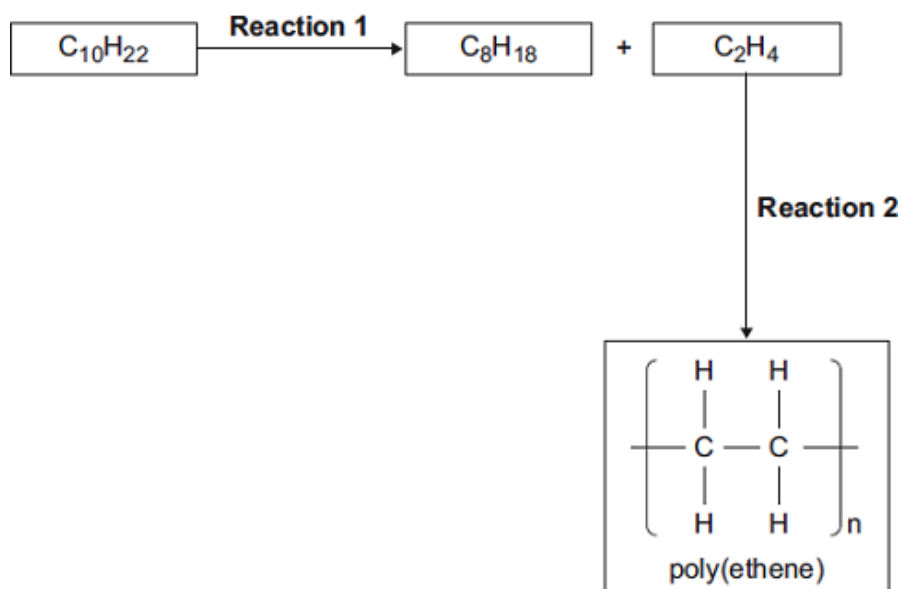 Reaction 1
C₁₀H₂₂ C₈H₁₈ + C₂H₄
Reaction 2
H H
C C
H H n
poly(ethene)